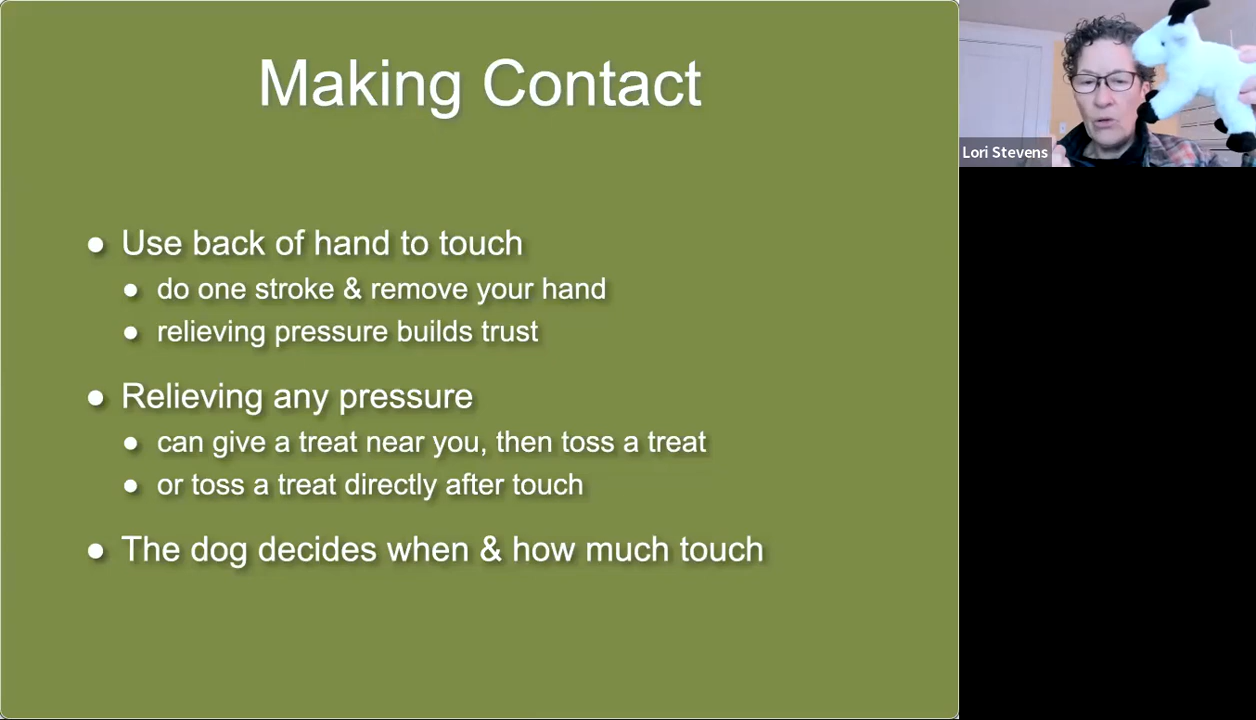 Making Contact
Use back of hand to touch
do one stroke & remove your hand
relieving pressure builds trust
Relieving any pressure
can give a treat near you, then toss a treat
or toss a treat directly after touch
The dog decides when & how much touch
Lori Stevens